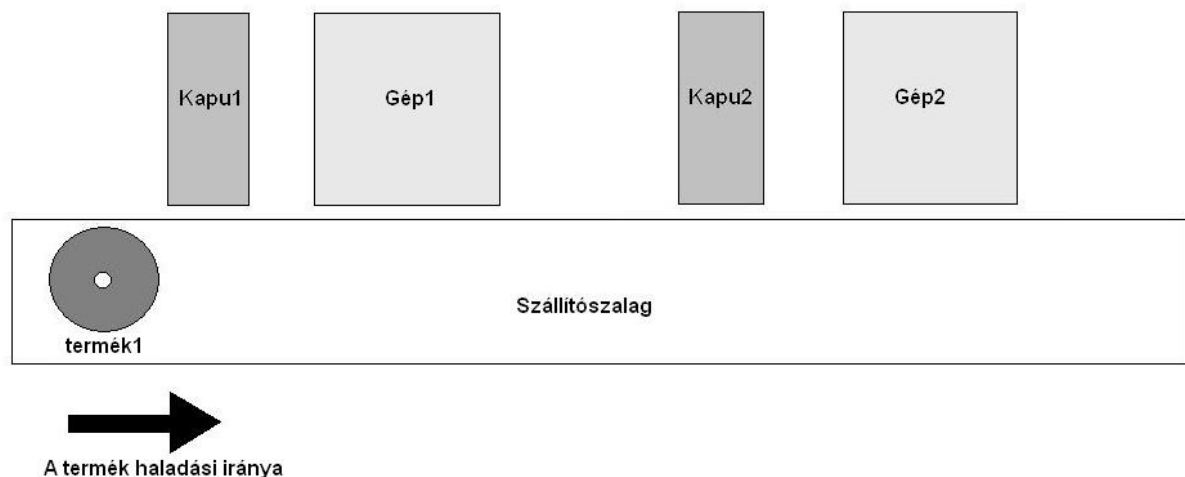 Kapu1
Gép1
Kapu2
Gép2
Szállítószalag
termék1
A termék haladási iránya